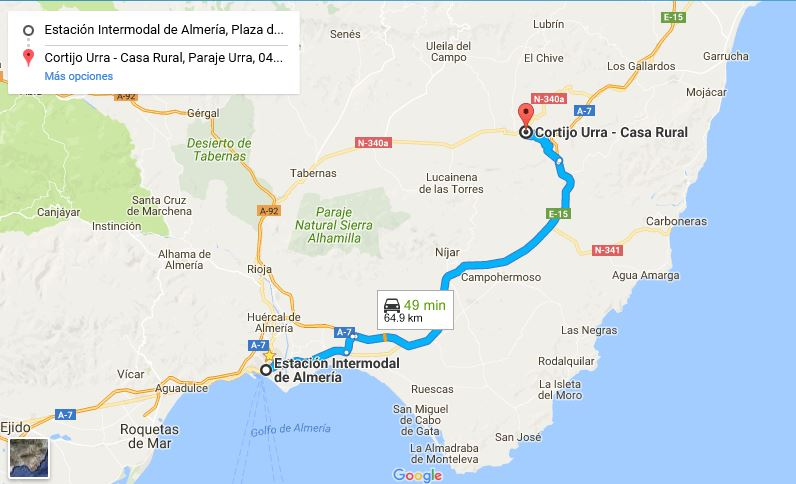 Estación Intermodal de Almería, Plaza d...
Cortijo Urra - Casa Rural, Paraje Urra, 04...
Más opciones
A-92
Senés
Uleila del
Campo
Lubrín
E-15
El Chive
Los Gallardos
Garrucha
Mojácar
N-340a
A-7
Cortijo Urra - Casa Rural
Gérgal
Desierto de
Tabernas
N-340a
Tabernas
Lucainena
de las Torres
Santa Cruz
de Marchena
Canjáyar
Instinción
A-92
Paraje
Natural Sierra
Alhamilla
E-15
Carboneras
N-341
Alhama de
Almería
Rioja
Níjar
Campohermoso
Agua Amarga
49 min
64.9 km
Huércal de
Almería
A-7
A-7
Las Negras
Estación Intermodal
de Almería
Rodalquilar
Vícar
Aguadulce
La Isleta
del Moro
Ruescas
A-7
Ejido
Roquetas
de Mar
Golfo de Almería
San Miguel
de Cabo
de Gata
San José
La Almadraba
de Monteleva
Google